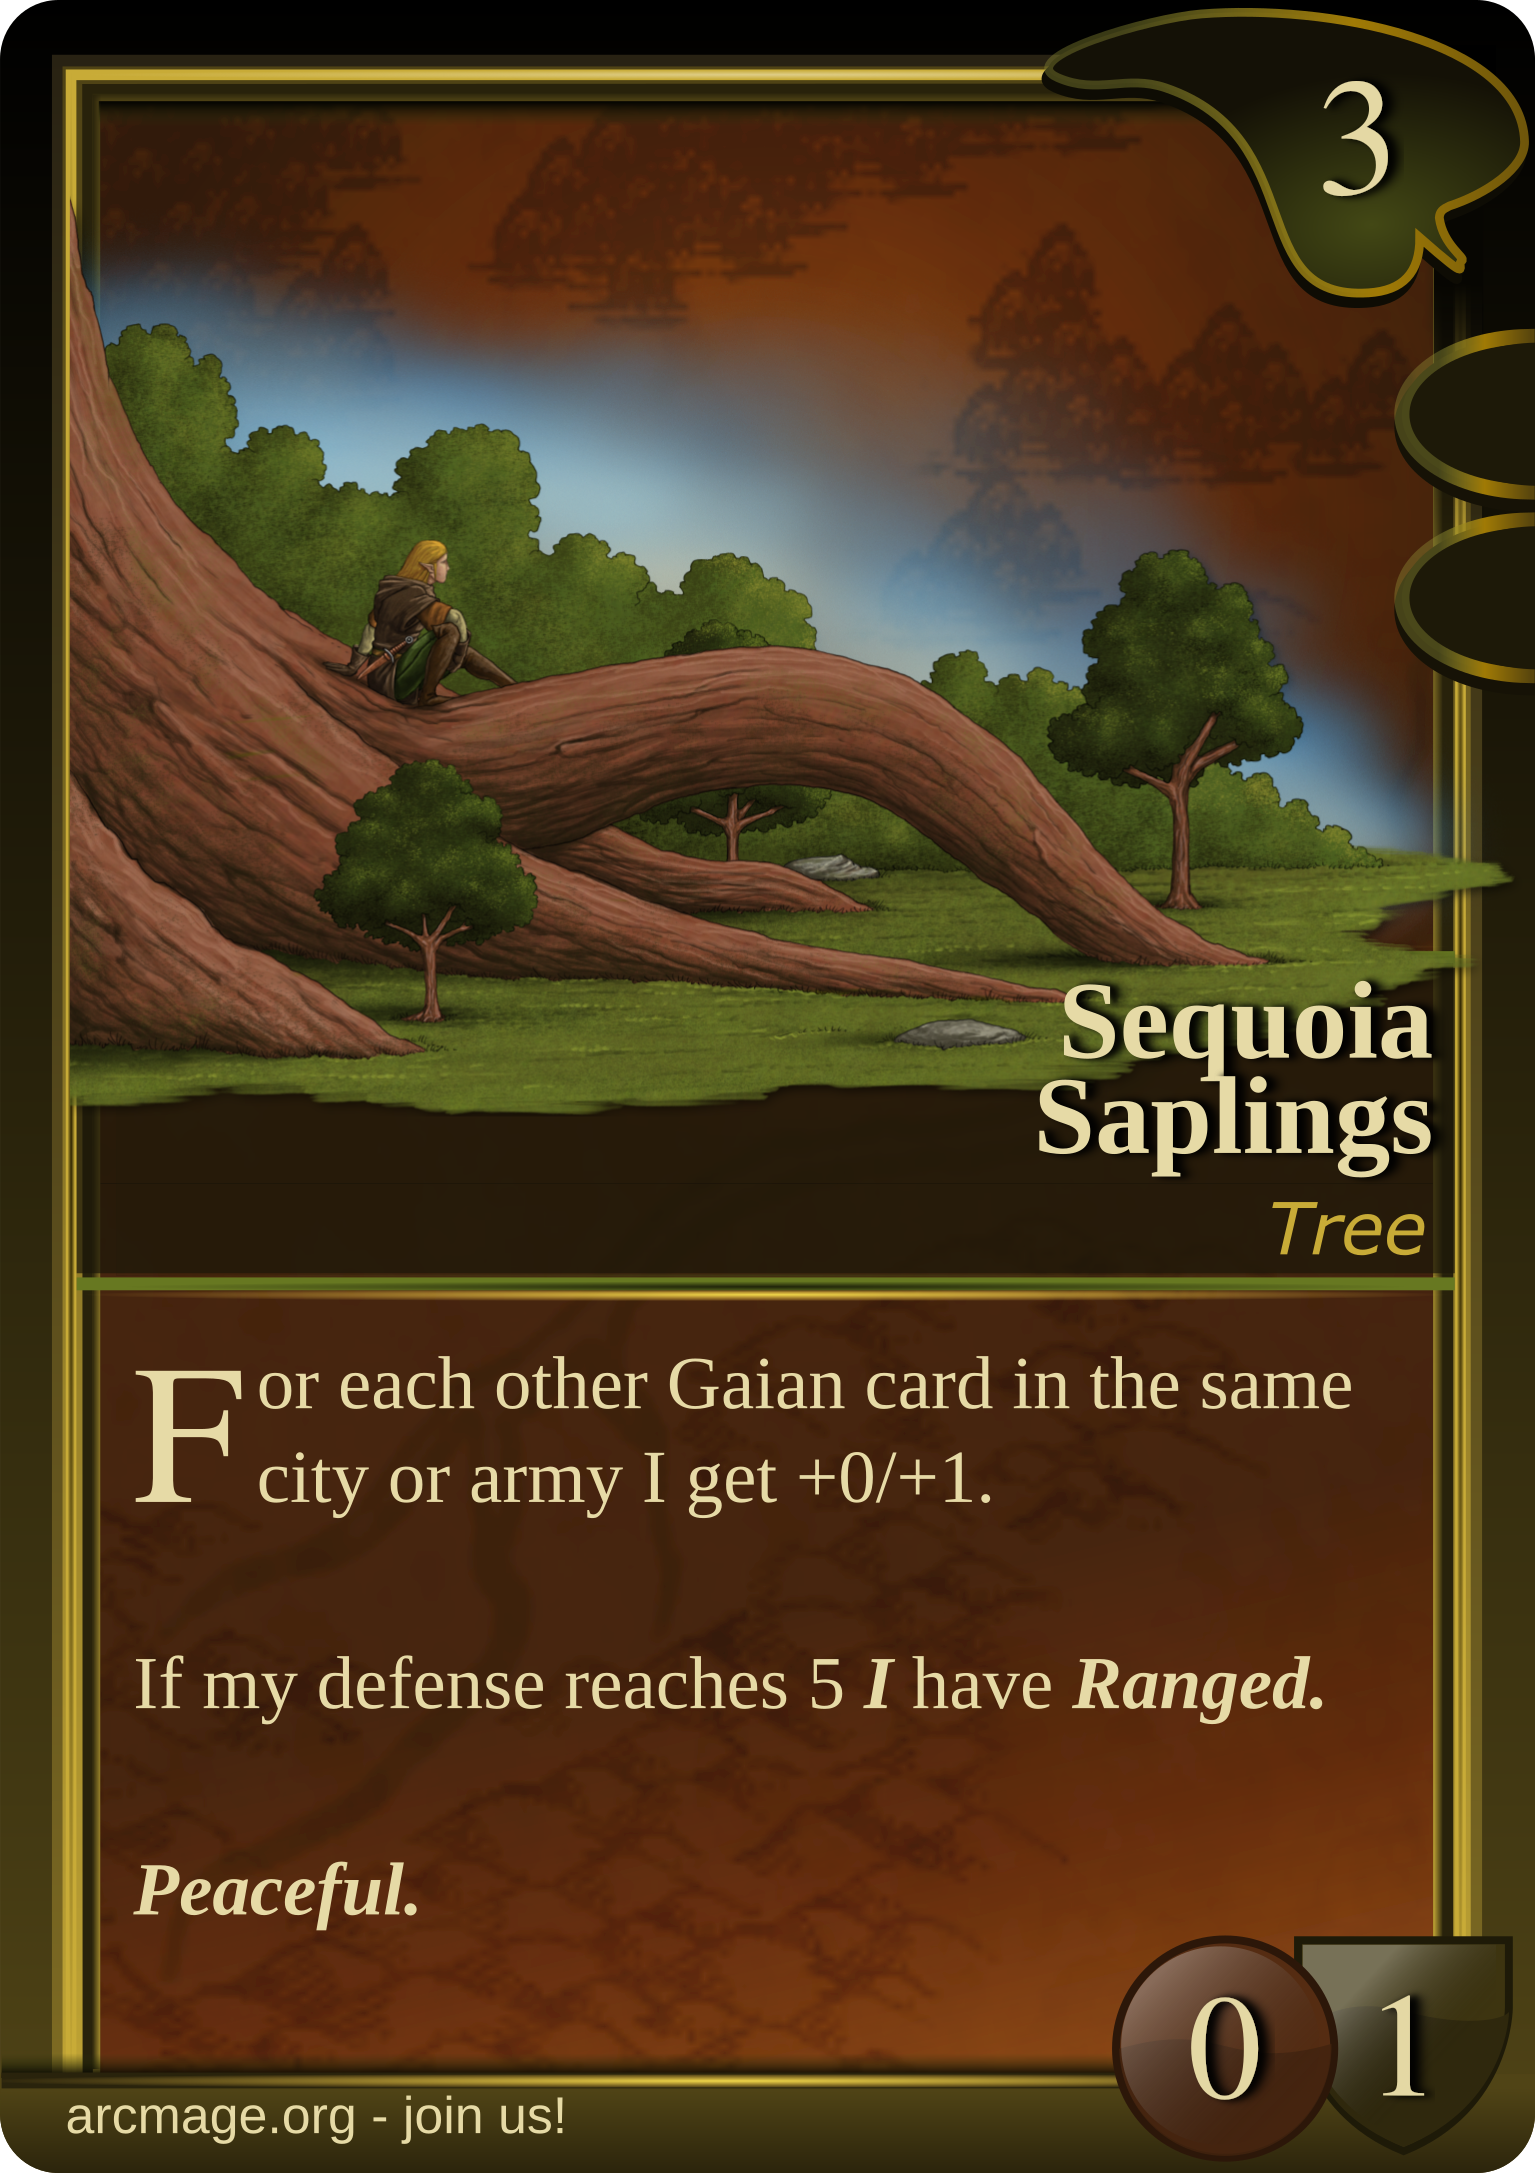 3
Sequoia
Saplings
Tree
For each other Gaian card in the same
city or army I get +0/+1.
If my defense reaches 5 I have Ranged.
Peaceful.
0 1
arcmage.org - join us!